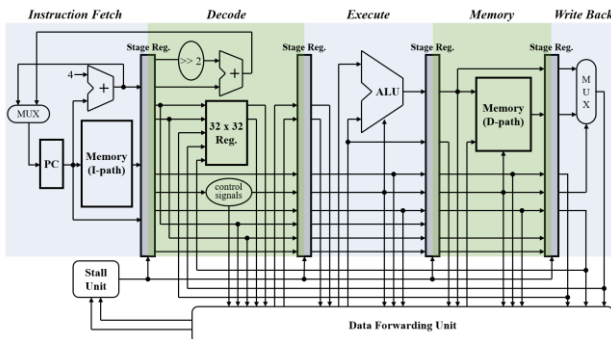 Instruction Fetch
Decode
Execute
Memory
Write Back
Stage Reg.
Stage Reg.
Stage Reg.
Stage Reg.
4
+
>> 2
+
ALU
MUX
MUX
PC
Memory
(I-path)
32 x 32
Reg.
Memory
(D-path)
control
signals
Stall
Unit
Data Forwarding Unit